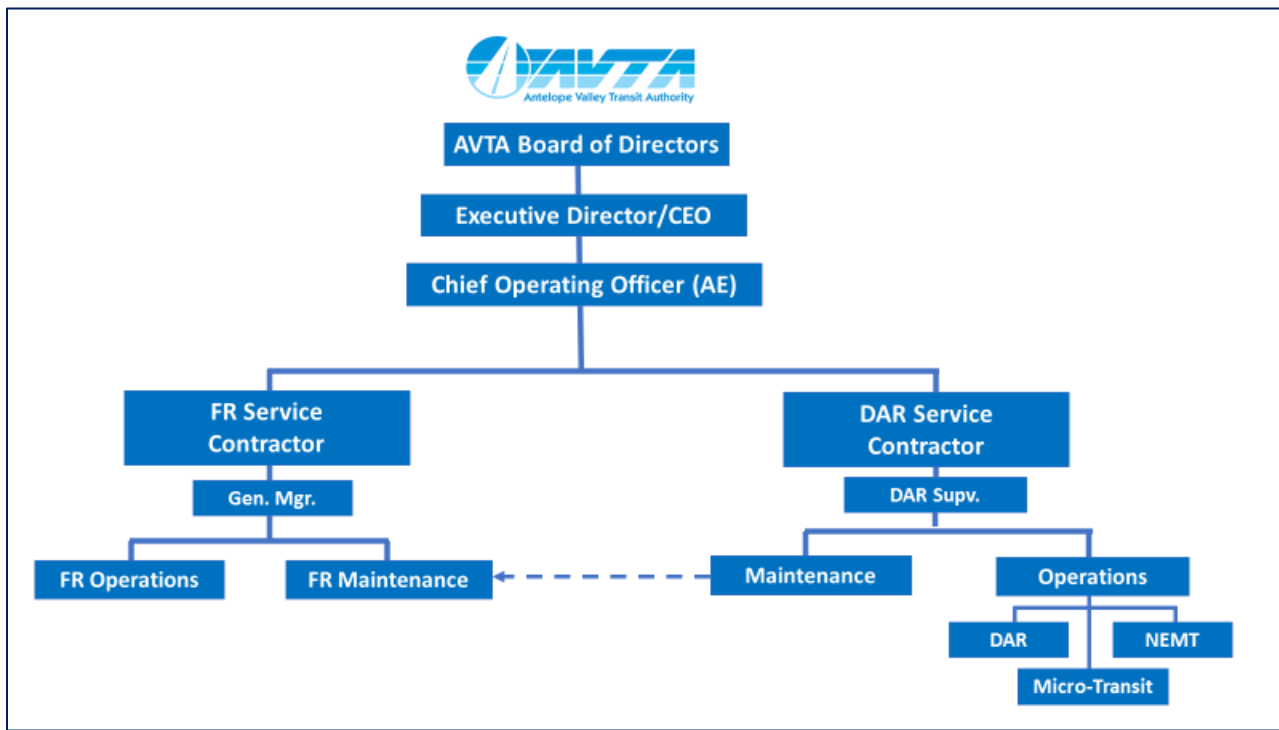 AVTA
Antelope Valley Transit Authority
AVTA Board of Directors
Executive Director/CEO
Chief Operating Officer (AE)
FR Service
Contractor
DAR Service
Contractor
Gen. Mgr.
DAR Supv.
FR Operations
FR Maintenance
Maintenance
Operations
DAR
NEMT
Micro-Transit